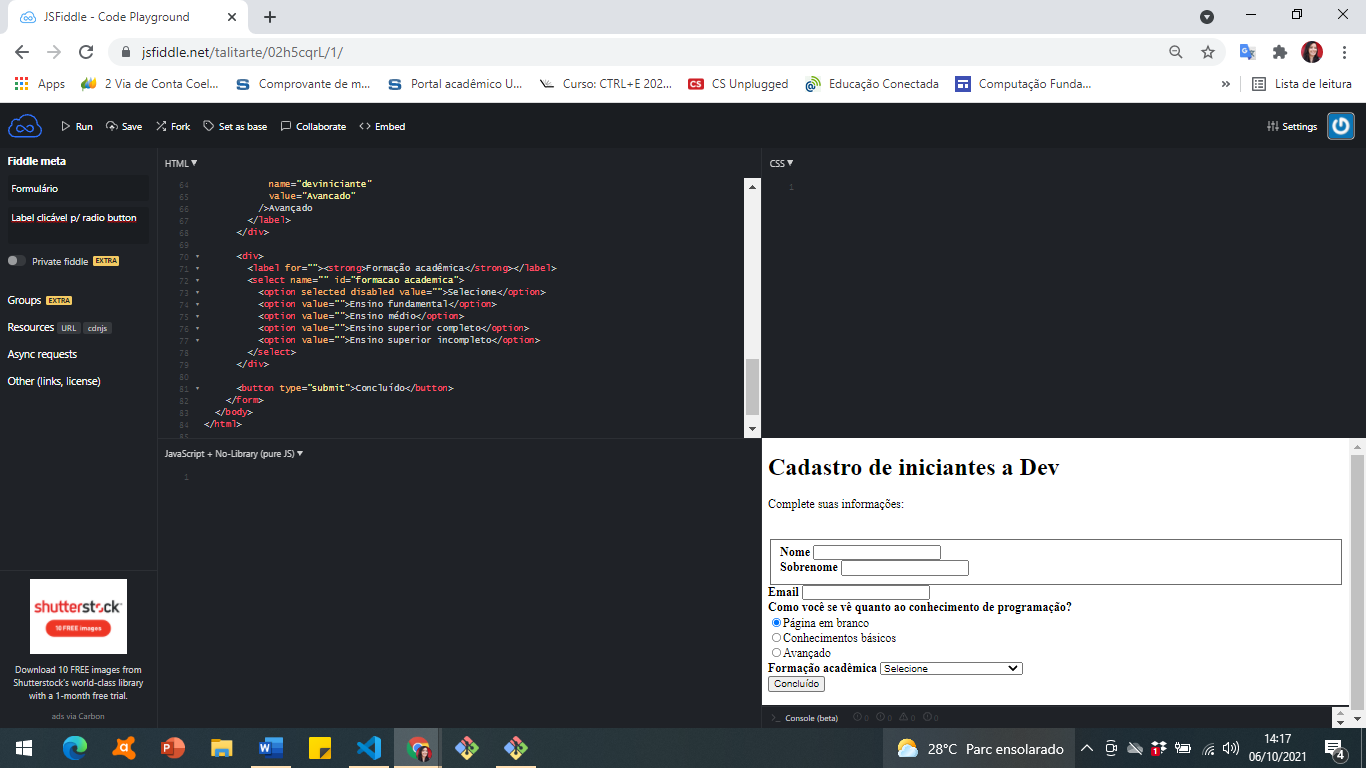 JSFiddle - Code Playground
jsfiddle.net/talitarte/02h5cqrL/1/
Apps 2 Via de Conta Coel... Comprovante de m... Portal acadêmico U... Curso: CTRL+E 202... CS Unplugged Educação Conectada Computação Funda... » Lista de leitura
Run Save Fork Set as base Collaborate Embed Settings
Fiddle meta
Formulário
Label clicável p/ radio button
Private fiddle EXTRA
Groups EXTRA
Resources URL cdnjs
Async requests
Other (links, license)
shutterstock
10 FREE images
Download 10 FREE images from
Shutterstock's world-class library
with a 1-month free trial.
ads via Carbon
HTML
64 name="deviniciante"
65 value="Avancado"
66 />Avançado
67 </label>
68 </div>
69
70 <div>
71 <label for=""><strong>Formação acadêmica</strong></label>
72 <select name="" id="formacao academica">
73 <option selected disabled value="">Selecione</option>
74 <option value="">Ensino fundamental</option>
75 <option value="">Ensino médio</option>
76 <option value="">Ensino superior completo</option>
77 <option value="">Ensino superior incompleto</option>
78 </select>
79 </div>
80
81 <button type="submit">Concluído</button>
82 </form>
83 </body>
84 </html>
85
JavaScript + No-Library (pure JS)
1
CSS
1
Cadastro de iniciantes a Dev
Complete suas informações:
Nome
Sobrenome
Email
Como você se vê quanto ao conhecimento de programação?
Página em branco
Conhecimentos básicos
Avançado
Formação acadêmica Selecione
Concluído
>_ Console (beta) 0 0 0 0
28°C Parc ensolarado
14:17
06/10/2021
4